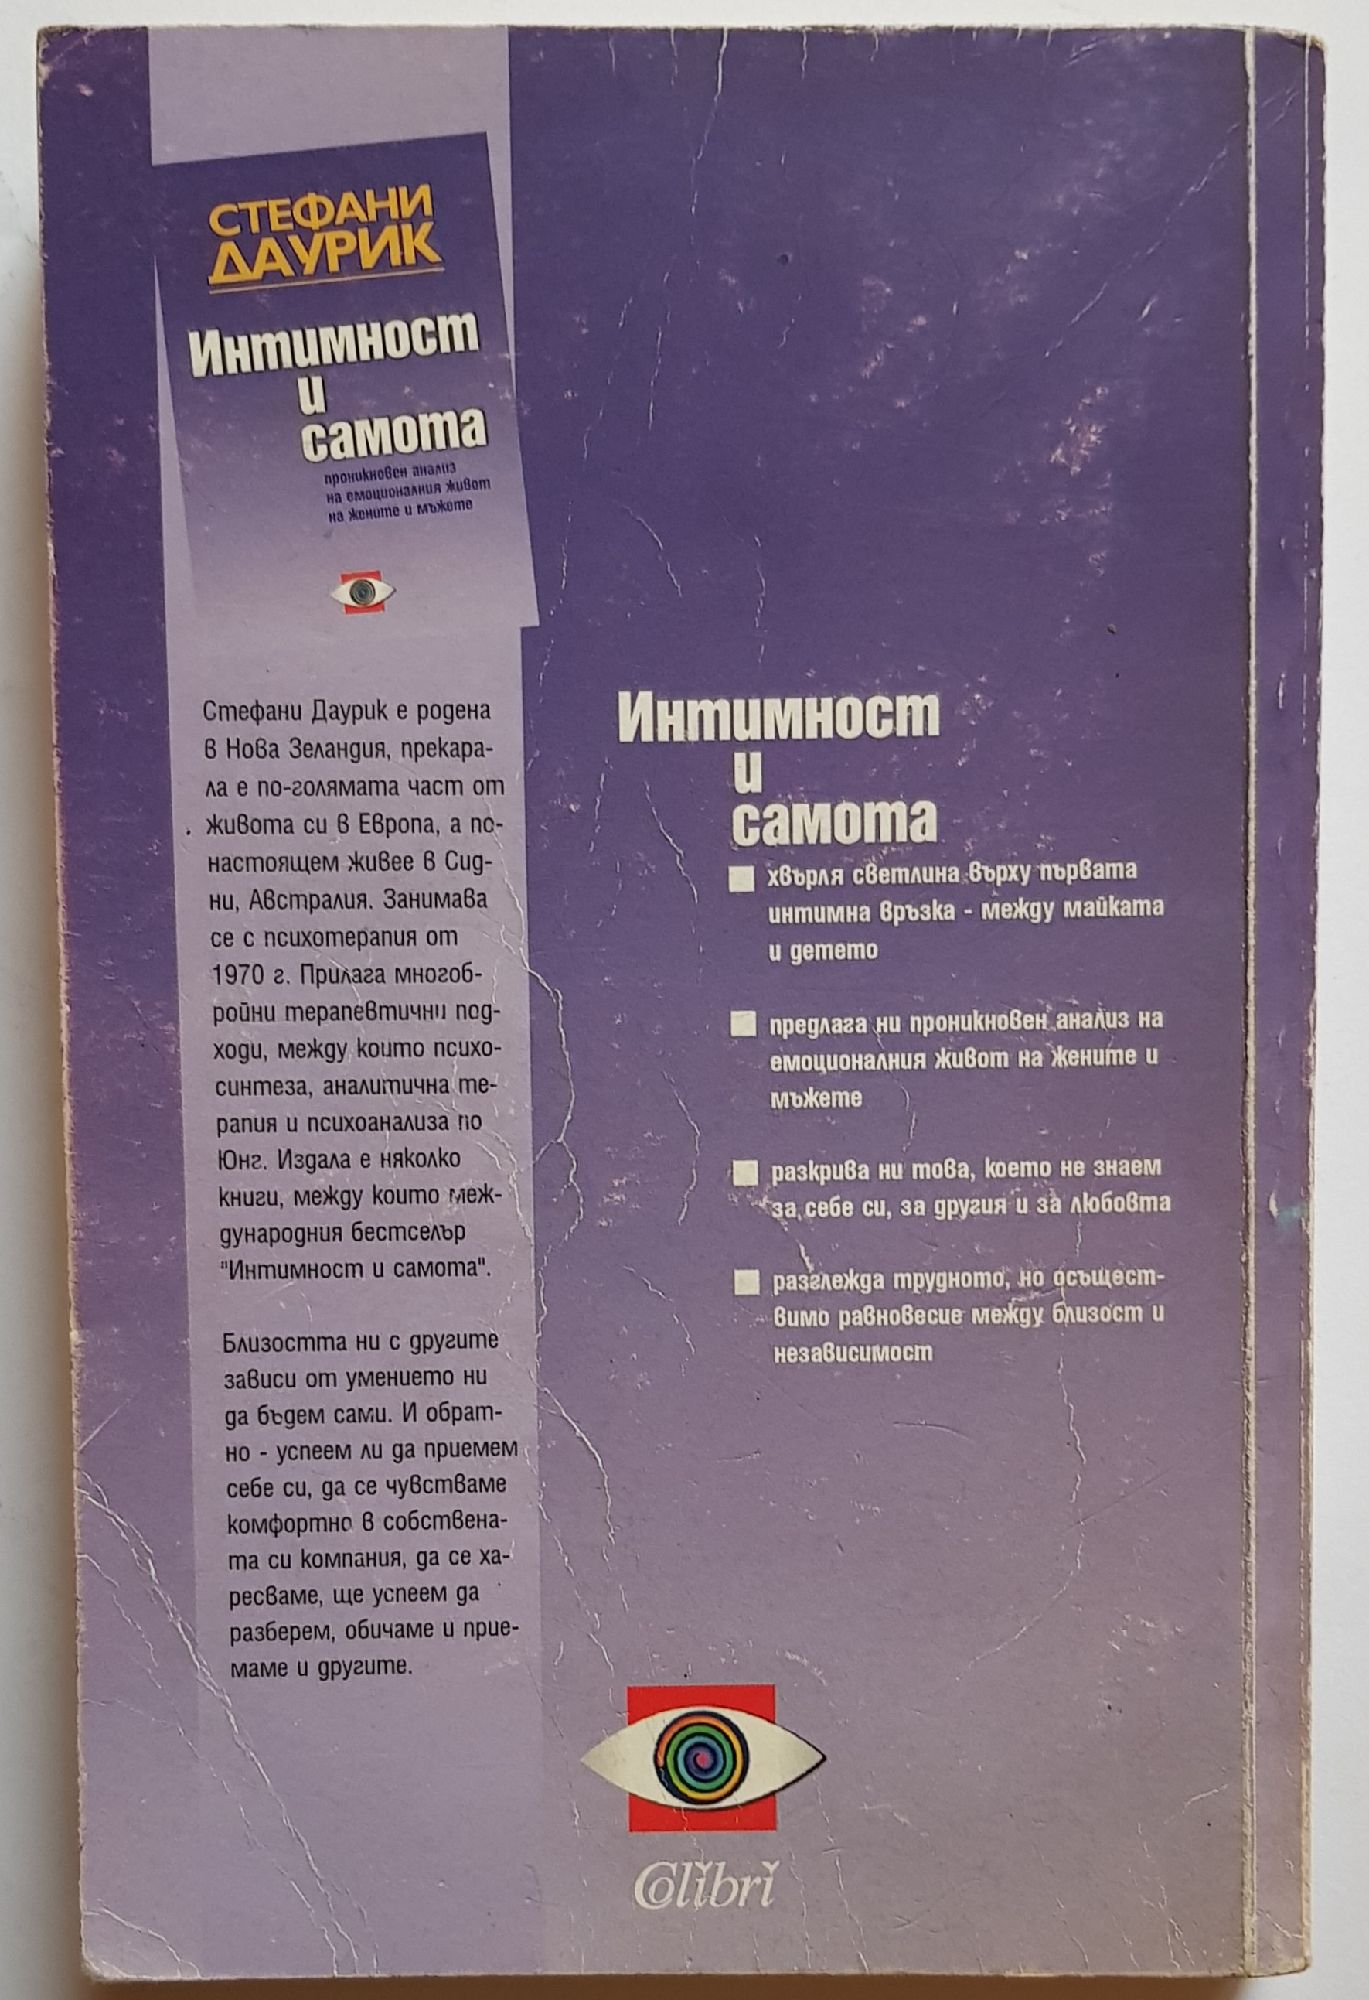 СТЕФАНИ
ДАУРИК
Интимност
и
самота
проникновен анализ
на емоционалния живот
на жените и мъжете
Стефани Даурик е родена
в Нова Зеландия, прекара-
ла е по-голямата част от
живота си в Европа, а по-
настоящем живее в Сид-
ни, Австралия. Занимава
се с психотерапия от
1970 г. Прилага многоб-
ройни терапевтични под-
ходи, между които психо-
синтеза, аналитична те-
рапия и психоанализа по
Юнг. Издала е няколко
книги, между които меж-
дународния бестселър
"Интимност и самота".
Близостта ни с другите
зависи от умението ни
да бъдем сами. И обрат-
но - успеем ли да приемем
себе си, да се чувстваме
комфортно в собствена-
та си компания, да се ха-
ресваме, ще успеем да
разберем, обичаме и прие-
маме и другите.
Интимност
и
самота
хвърля светлина върху първата
интимна връзка - между майката
и детето
предлага ни проникновен анализ на
емоционалния живот на жените и
мъжете
разкрива ни това, което не знаем
за себе си, за другия и за любовта
разглежда трудното, но осъщест-
вимо равновесие между близост и
независимост
Colibri